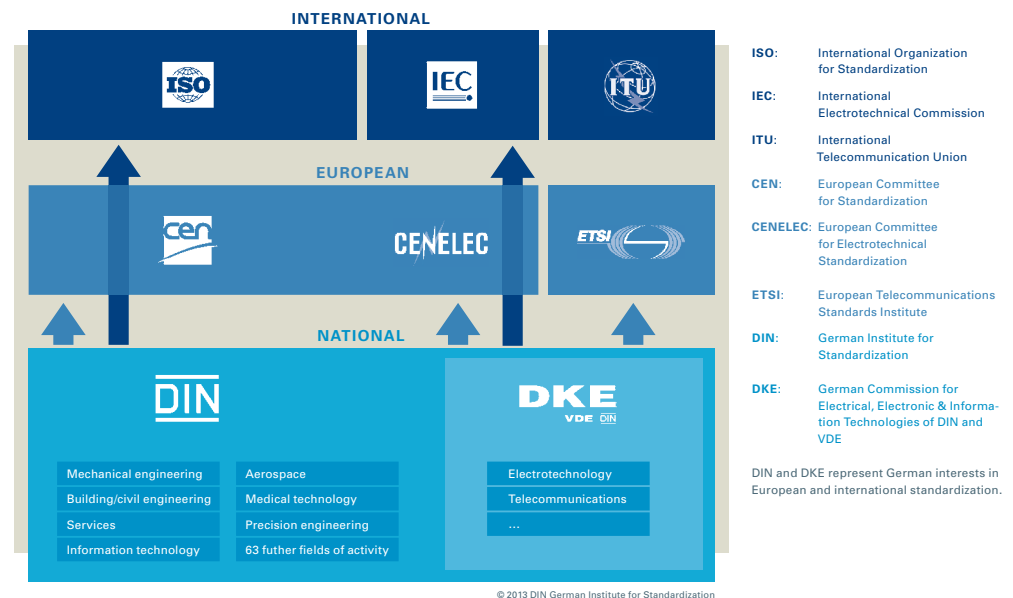 INTERNATIONAL
ISO
IEC
ITU
EUROPEAN
cen
CENELEC
ETSI
NATIONAL
DIN
DKE
VDE DIN
Mechanical engineering
Building/civil engineering
Services
Information technology
Aerospace
Medical technology
Precision engineering
63 futher fields of activity
Electrotechnology
Telecommunications
...
ISO: International Organization
for Standardization
IEC: International
Electrotechnical Commission
ITU: International
Telecommunication Union
CEN: European Committee
for Standardization
CENELEC: European Committee
for Electrotechnical
Standardization
ETSI: European Telecommunications
Standards Institute
DIN: German Institute for
Standardization
DKE: German Commission for
Electrical, Electronic & Informa-
tion Technologies of DIN and
VDE
DIN and DKE represent German interests in
European and international standardization.
© 2013 DIN German Institute for Standardization